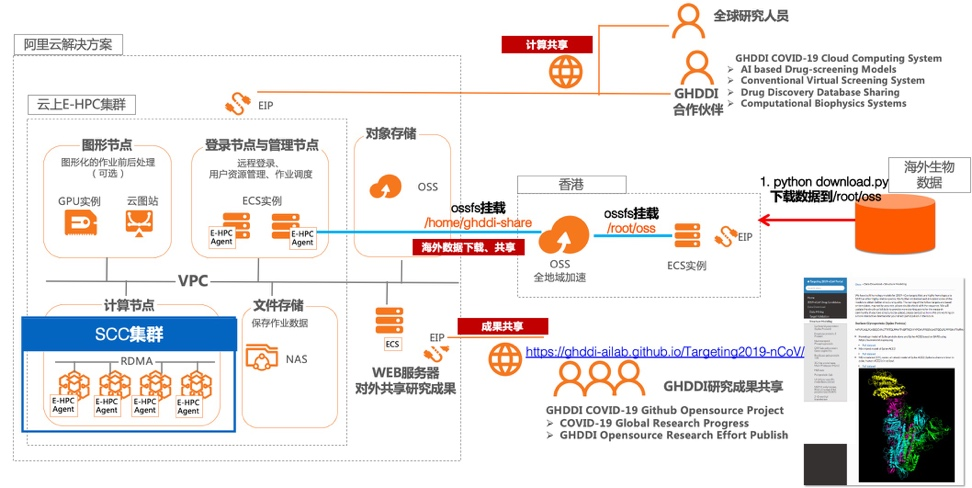 全球研究人员
阿里云解决方案
计算共享
GHDDI COVID-19 Cloud Computing System
➤ AI based Drug-screening Models
➤ Conventional Virtual Screening System
➤ Drug Discovery Database Sharing
➤ Computational Biophysics Systems
GHDDI
合作伙伴
云上E-HPC集群
EIP
图形节点
图形化的作业前后处理
（可选）
GPU实例
云图站
登录节点与管理节点
远程登录、
用户资源管理、作业调度
ECS实例
E-HPC
Agent
E-HPC
Agent
对象存储
OSS
香港
ossfs挂载
/home/ghddi-share
海外数据下载、共享
OSS
全地域加速
ossfs挂载
/root/oss
ECS实例
EIP
1. python download.py
下载数据到/root/oss
海外生物
数据
VPC
计算节点
SCC集群
RDMA
E-HPC
Agent
E-HPC
Agent
E-HPC
Agent
E-HPC
Agent
文件存储
保存作业数据
NAS
ECS
EIP
WEB服务器
对外共享研究成果
成果共享
https://ghddi-ailab.github.io/Targeting2019-nCoV/
GHDDI研究成果共享
GHDDI COVID-19 Github Opensource Project
➤ COVID-19 Global Research Progress
➤ GHDDI Opensource Research Effort Publish